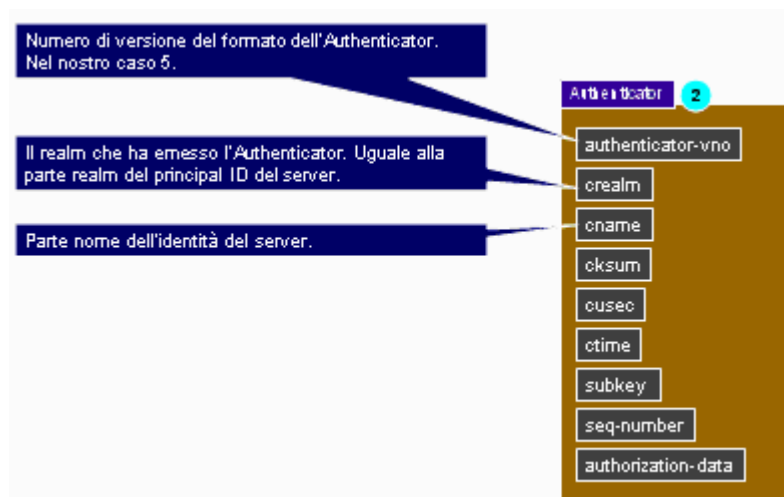 Numero di versione del formato dell'Authenticator.
Nel nostro caso 5.
Authenticator 2
authenticator-vno
Il realm che ha emesso l'Authenticator. Uguale alla
parte realm del principal ID del server.
crealm
Parte nome dell'identità del server.
cname
cksum
cusec
ctime
subkey
seq-number
authorization-data